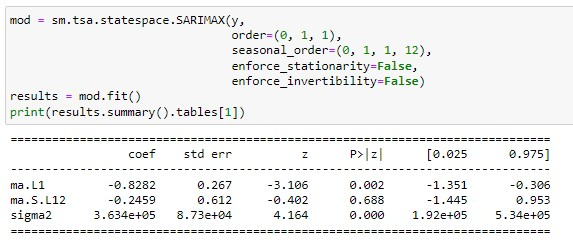 mod = sm.tsa.statespace.SARIMAX(y,
                                order=(0, 1, 1),
                                seasonal_order=(0, 1, 1, 12),
                                enforce_stationarity=False,
                                enforce_invertibility=False)
results = mod.fit()
print(results.summary().tables[1])
==============================================================================
                 coef    std err          z      P>|z|      [0.025      0.975]
------------------------------------------------------------------------------
ma.L1         -0.8282      0.267     -3.106      0.002      -1.351      -0.306
ma.S.L12      -0.2459      0.612     -0.402      0.688      -1.445       0.953
sigma2      3.634e+05   8.73e+04      4.164      0.000    1.92e+05    5.34e+05
==============================================================================